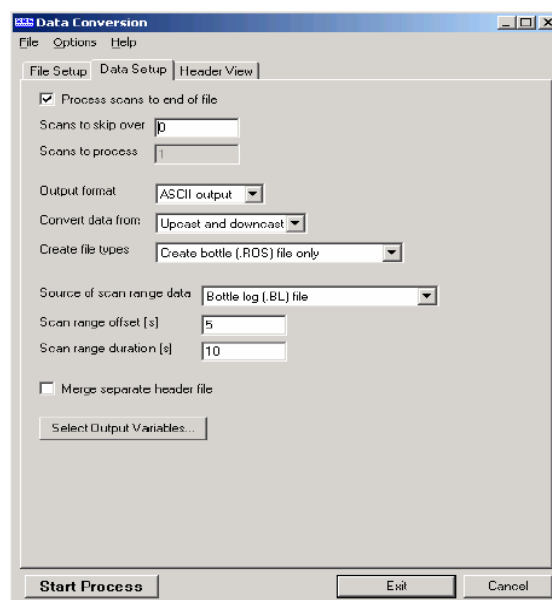 Data Conversion
File Options Help
File Setup Data Setup Header View
Process scans to end of file
Scans to skip over 0
Scans to process 1
Output format ASCII output
Convert data from Upcast and downcast
Create file types Create bottle (.ROS) file only
Source of scan range data Bottle log (.BL) file
Scan range offset [s] 5
Scan range duration [s] 10
Merge separate header file
Select Output Variables...
Start Process Exit Cancel